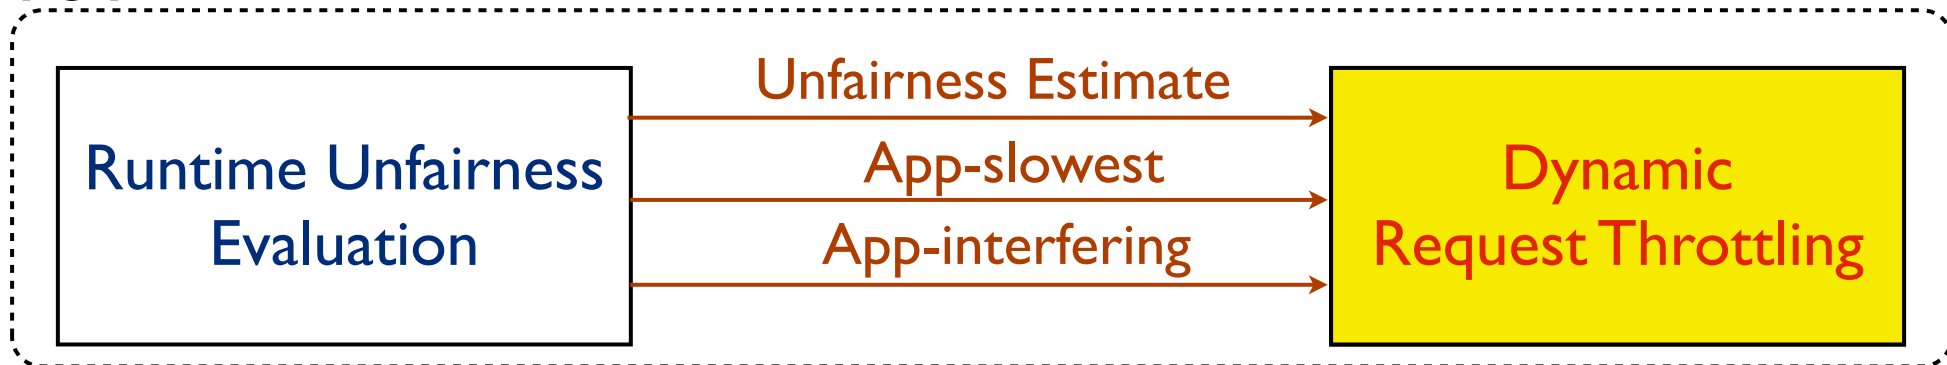 Unfairness Estimate
Runtime Unfairness
Evaluation
App-slowest
App-interfering
Dynamic
Request Throttling